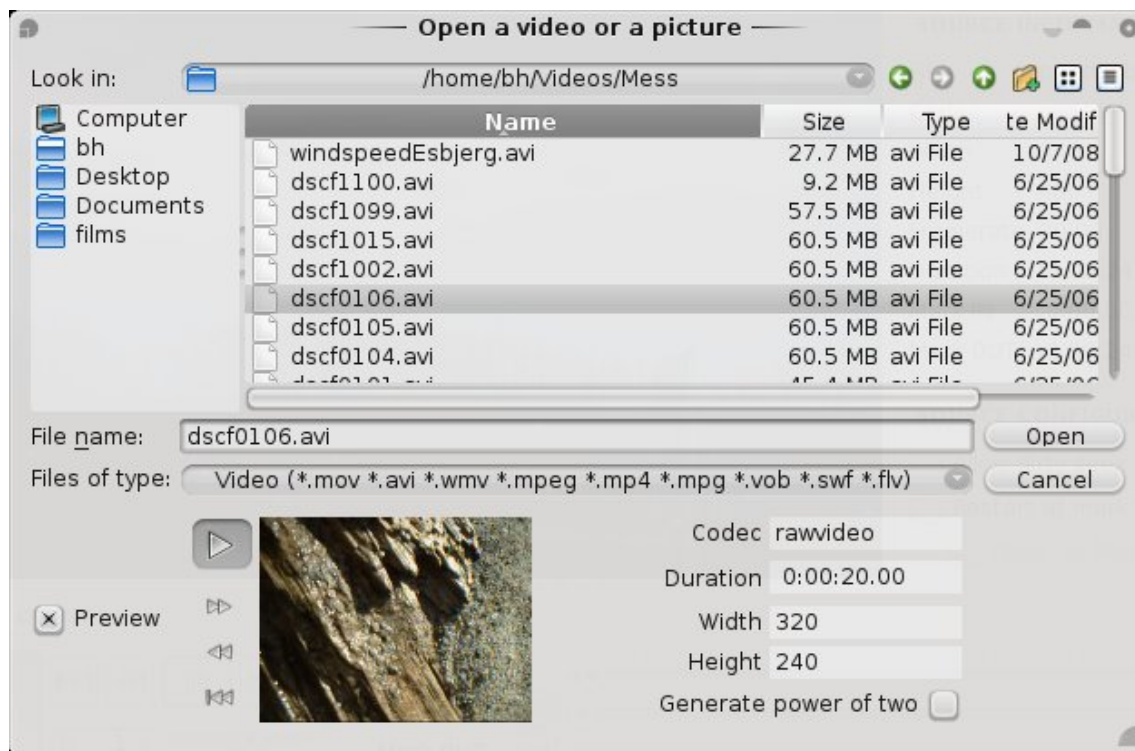 Open a video or a picture
Look in: /home/bh/Videos/Mess
Computer
bh
Desktop
Documents
films
Name Size Type te Modif
windspeedEsbjerg.avi 27.7 MB avi File 10/7/08
dscf1100.avi 9.2 MB avi File 6/25/06
dscf1099.avi 57.5 MB avi File 6/25/06
dscf1015.avi 60.5 MB avi File 6/25/06
dscf1002.avi 60.5 MB avi File 6/25/06
dscf0106.avi 60.5 MB avi File 6/25/06
dscf0105.avi 60.5 MB avi File 6/25/06
dscf0104.avi 60.5 MB avi File 6/25/06
File name: dscf0106.avi Open
Files of type: Video (*.mov *.avi *.wmv *.mpeg *.mp4 *.mpg *.vob *.swf *.flv) Cancel
Preview
Codec rawvideo
Duration 0:00:20.00
Width 320
Height 240
Generate power of two